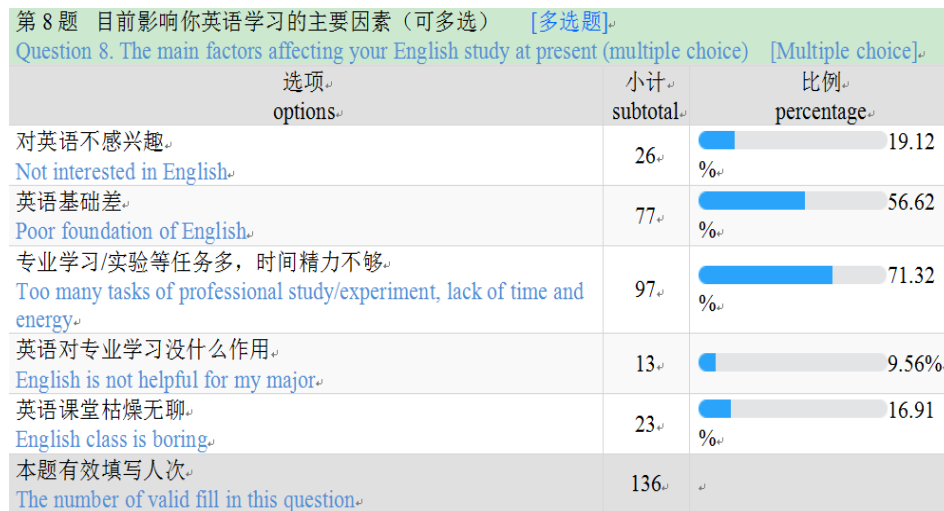 第 8 题 目前影响你英语学习的主要因素（可多选） [多选题]
Question 8. The main factors affecting your English study at present (multiple choice) [Multiple choice]
选项 小计 比例
options subtotal percentage
对英语不感兴趣
Not interested in English
26
19.12
%
英语基础差
Poor foundation of English
77
56.62
%
专业学习/实验等任务多，时间精力不够
Too many tasks of professional study/experiment, lack of time and
energy
97
71.32
%
英语对专业学习没什么作用
English is not helpful for my major
13
9.56%
英语课堂枯燥无聊
English class is boring
23
16.91
%
本题有效填写人次
The number of valid fill in this question
136